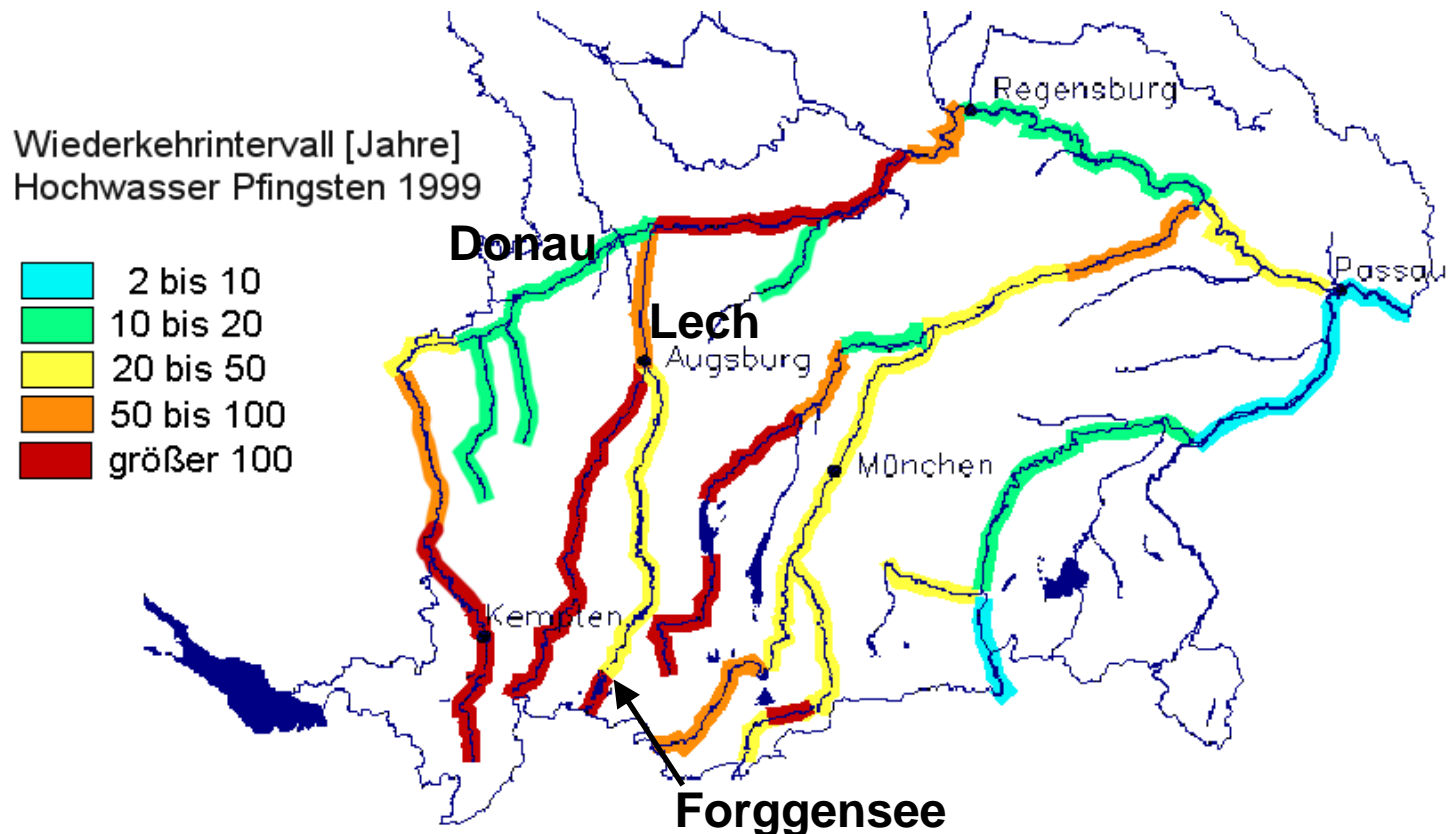 Regensburg
Wiederkehrintervall [Jahre]
Hochwasser Pfingsten 1999
Donau
2 bis 10
Passau
10 bis 20
Lech
20 bis 50
Augsburg
50 bis 100
größer 100
München
Kempten
Forggensee